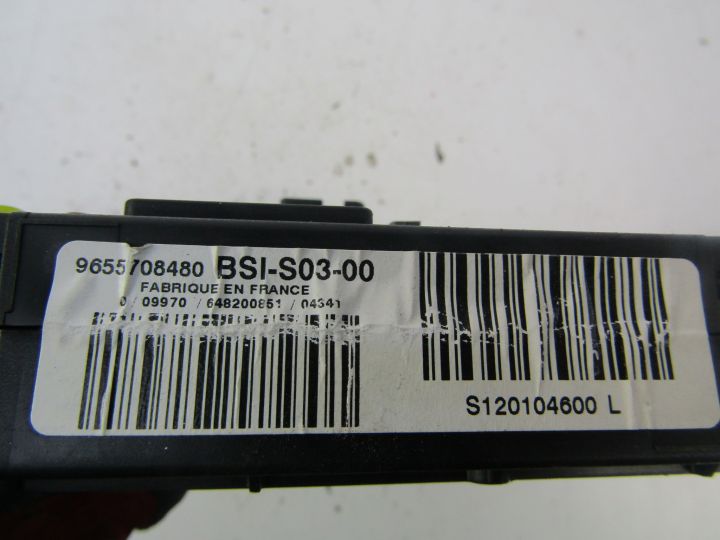 9655708480 BSI-S03-00
FABRIQUE EN FRANCE
0 / 09970 / 648200851 / 04341
S120104600 L